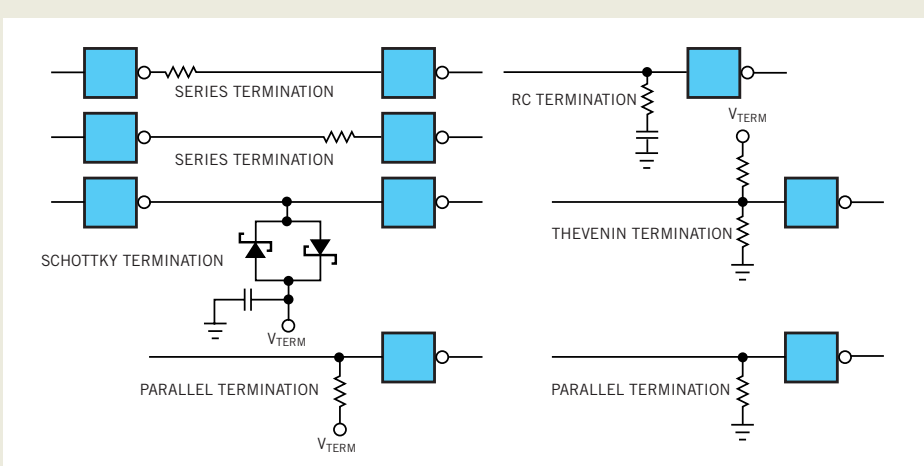 SERIES TERMINATION
SERIES TERMINATION
SCHOTTKY TERMINATION
VTERM
PARALLEL TERMINATION
VTERM
RC TERMINATION
VTERM
THEVENIN TERMINATION
PARALLEL TERMINATION